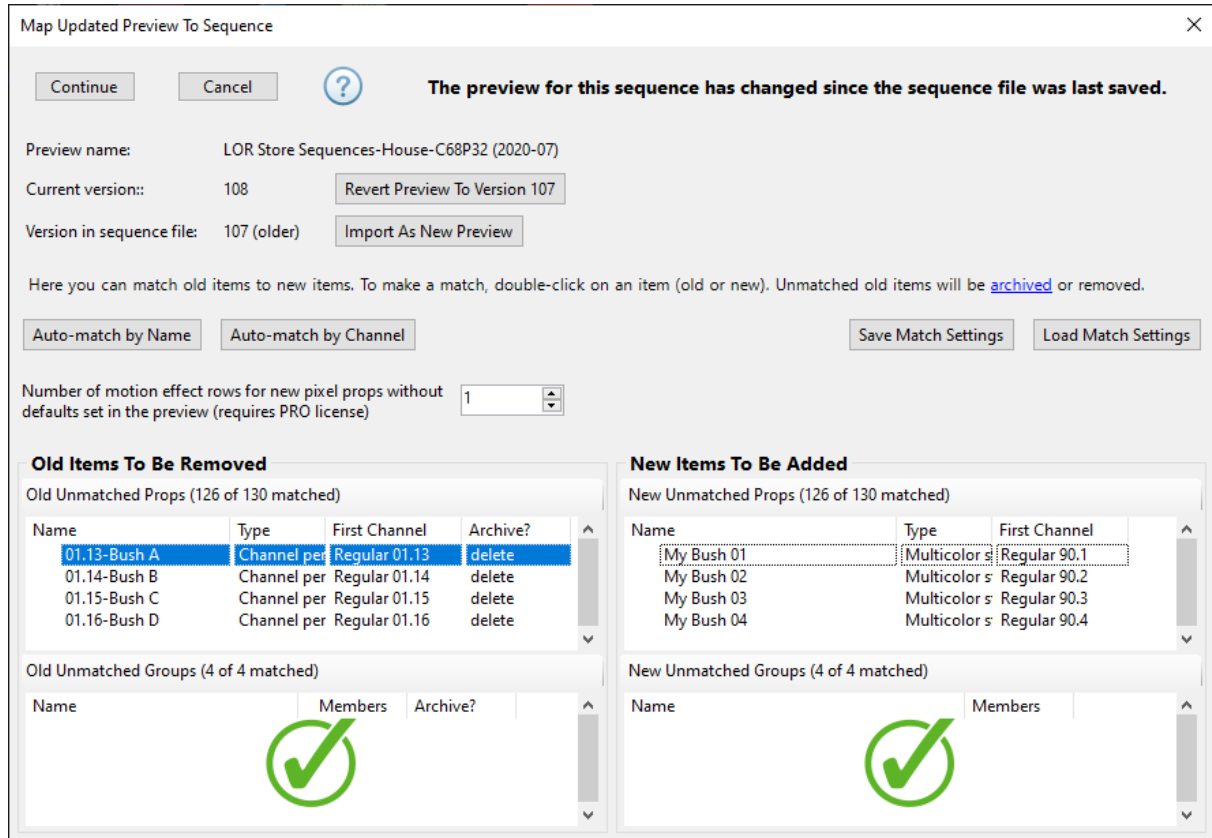 Map Updated Preview To Sequence
Continue
Cancel
?
The preview for this sequence has changed since the sequence file was last saved.
Preview name:
LOR Store Sequences-House-C68P32 (2020-07)
Current version::
108
Revert Preview To Version 107
Version in sequence file:
107 (older)
Import As New Preview
Here you can match old items to new items. To make a match, double-click on an item (old or new). Unmatched old items will be archived or removed.
Auto-match by Name
Auto-match by Channel
Save Match Settings
Load Match Settings
Number of motion effect rows for new pixel props without
defaults set in the preview (requires PRO license)
1
Old Items To Be Removed
Old Unmatched Props (126 of 130 matched)
Name Type First Channel Archive?
01.13-Bush A Channel per Regular 01.13 delete
01.14-Bush B Channel per Regular 01.14 delete
01.15-Bush C Channel per Regular 01.15 delete
01.16-Bush D Channel per Regular 01.16 delete
Old Unmatched Groups (4 of 4 matched)
Name Members Archive?
New Items To Be Added
New Unmatched Props (126 of 130 matched)
Name Type First Channel
My Bush 01 Multicolor s Regular 90.1
My Bush 02 Multicolor s Regular 90.2
My Bush 03 Multicolor s Regular 90.3
My Bush 04 Multicolor s Regular 90.4
New Unmatched Groups (4 of 4 matched)
Name Members